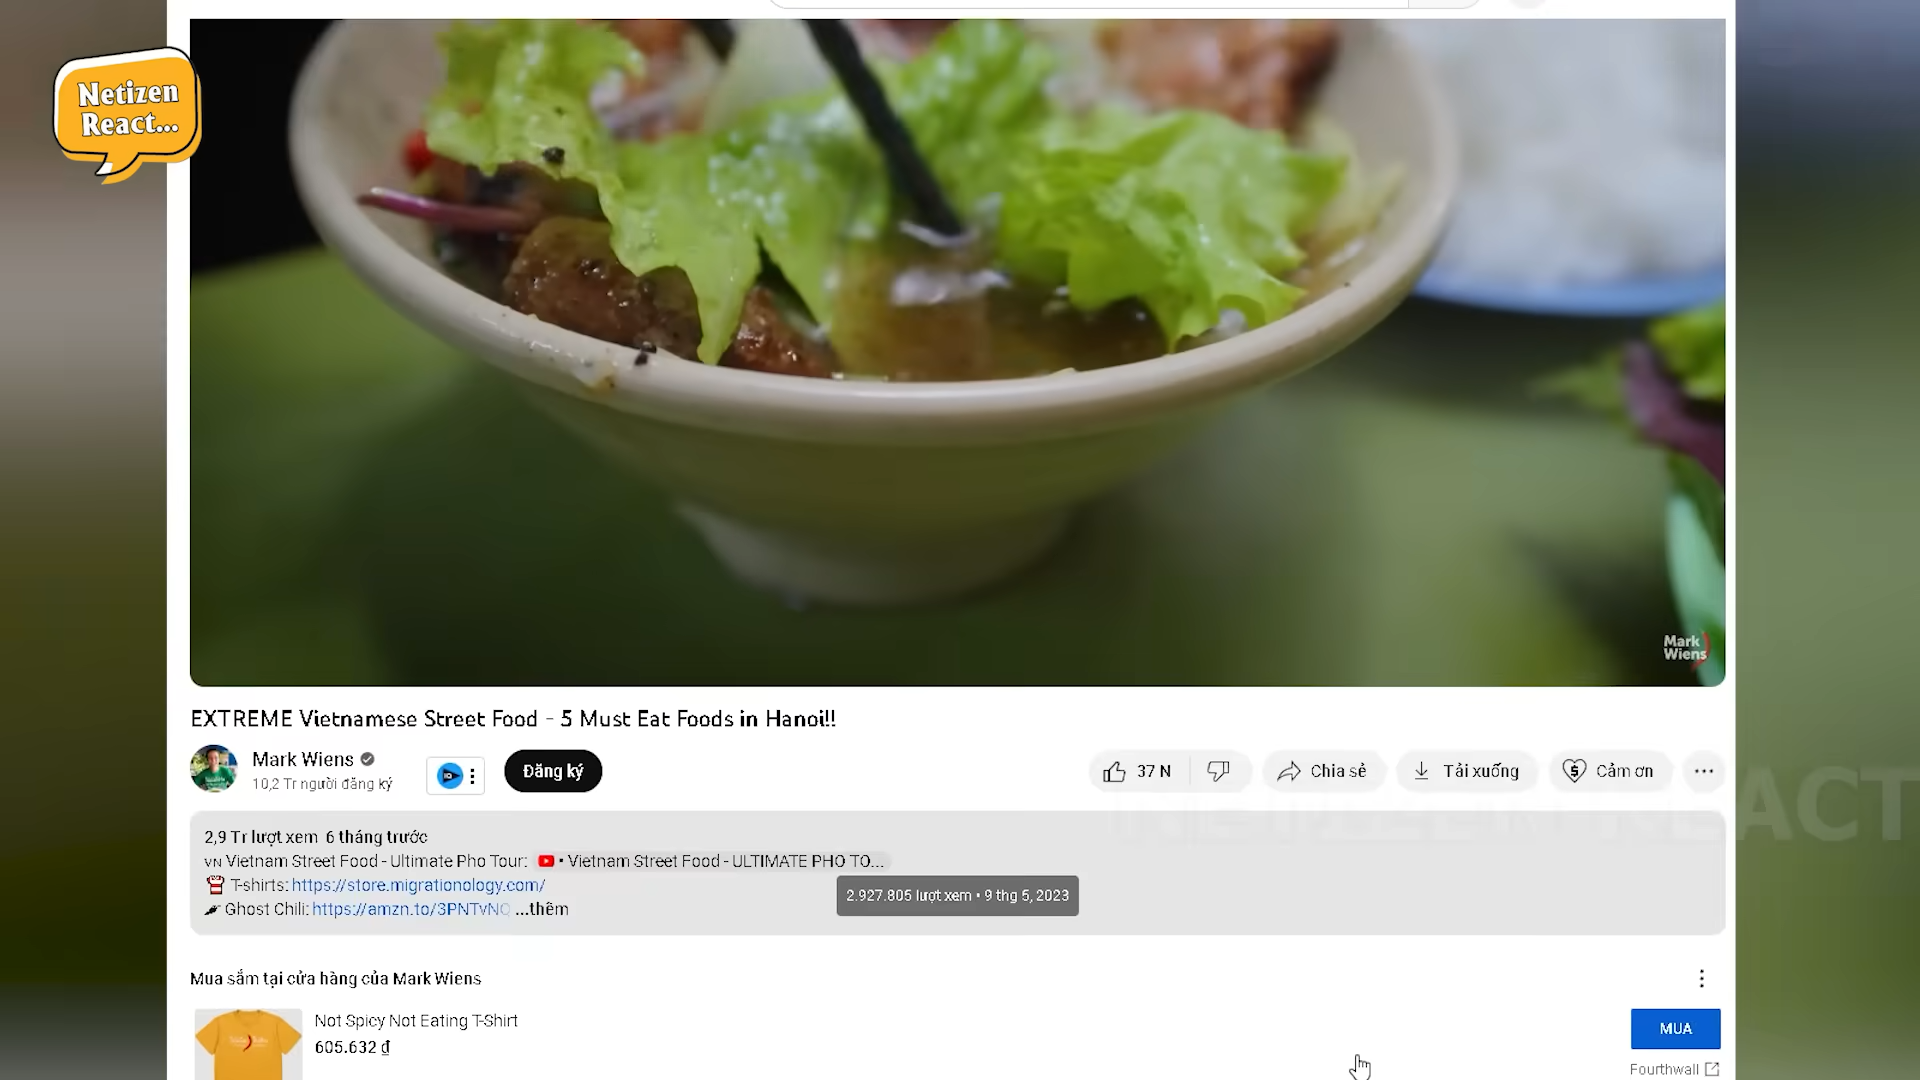 Netizen
React...
Mark
Wiens
EXTREME Vietnamese Street Food - 5 Must Eat Foods in Hanoi!!
Mark Wiens
10,2 Tr người đăng ký
Đăng ký
37 N
Chia sẻ
Tải xuống
Cảm ơn
2,9 Tr lượt xem 6 tháng trước
VN Vietnam Street Food - Ultimate Pho Tour: • Vietnam Street Food - ULTIMATE PHO TO...
T-shirts: https://store.migrationology.com/
Ghost Chili: https://amzn.to/3PNTvNQ ...thêm
2.927.805 lượt xem • 9 thg 5, 2023
Mua sắm tại cửa hàng của Mark Wiens
Not Spicy Not Eating T-Shirt
605.632 ₫
MUA
Fourthwall